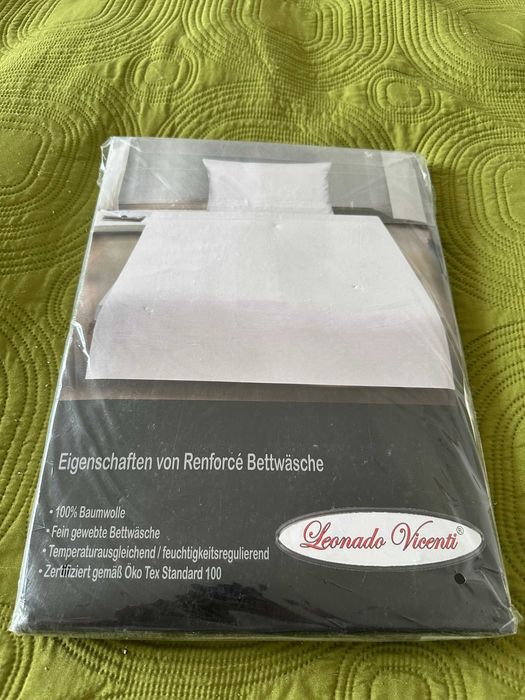 Eigenschaften von Renforcé Bettwäsche
• 100% Baumwolle
• Fein gewebte Bettwäsche
• Temperaturausgleichend / feuchtigkeitsregulierend
• Zertifiziert gemäß Öko Tex Standard 100
Leonado Vicenti®